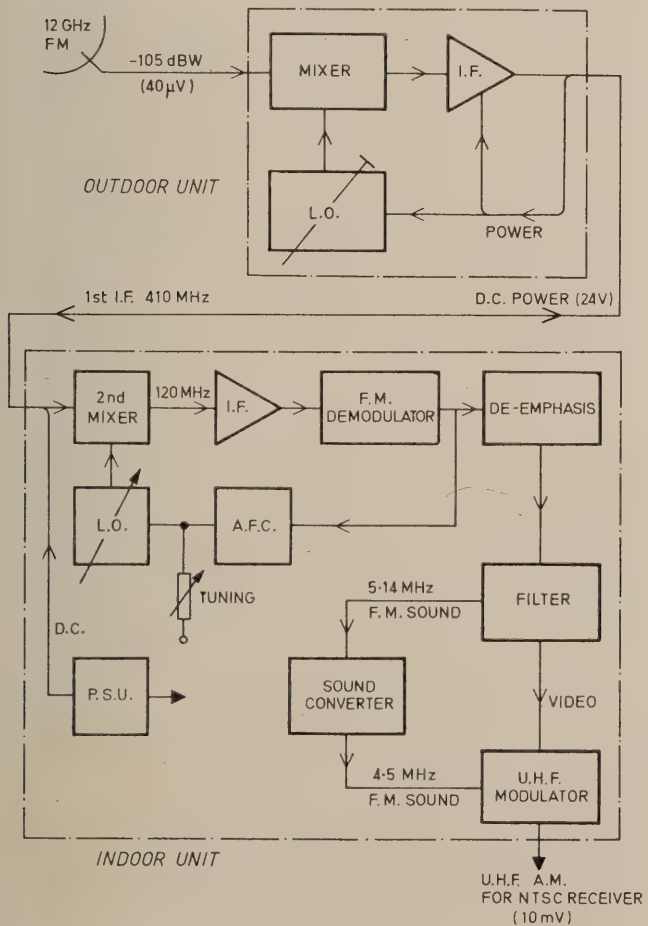 12 GHz
FM
-105 dBW
(40μV)
MIXER
I.F.
L.O.
POWER
OUTDOOR UNIT
1st I.F. 410 MHz
D.C. POWER (24V)
2nd
MIXER
120 MHz
I.F.
F.M.
DEMODULATOR
DE-EMPHASIS
L.O.
A.F.C.
TUNING
D.C.
P.S.U.
5·14 MHz
F.M. SOUND
FILTER
SOUND
CONVERTER
VIDEO
4·5 MHz
F.M. SOUND
U.H.F.
MODULATOR
INDOOR UNIT
U.H.F. A.M.
FOR NTSC RECEIVER
(10mV)